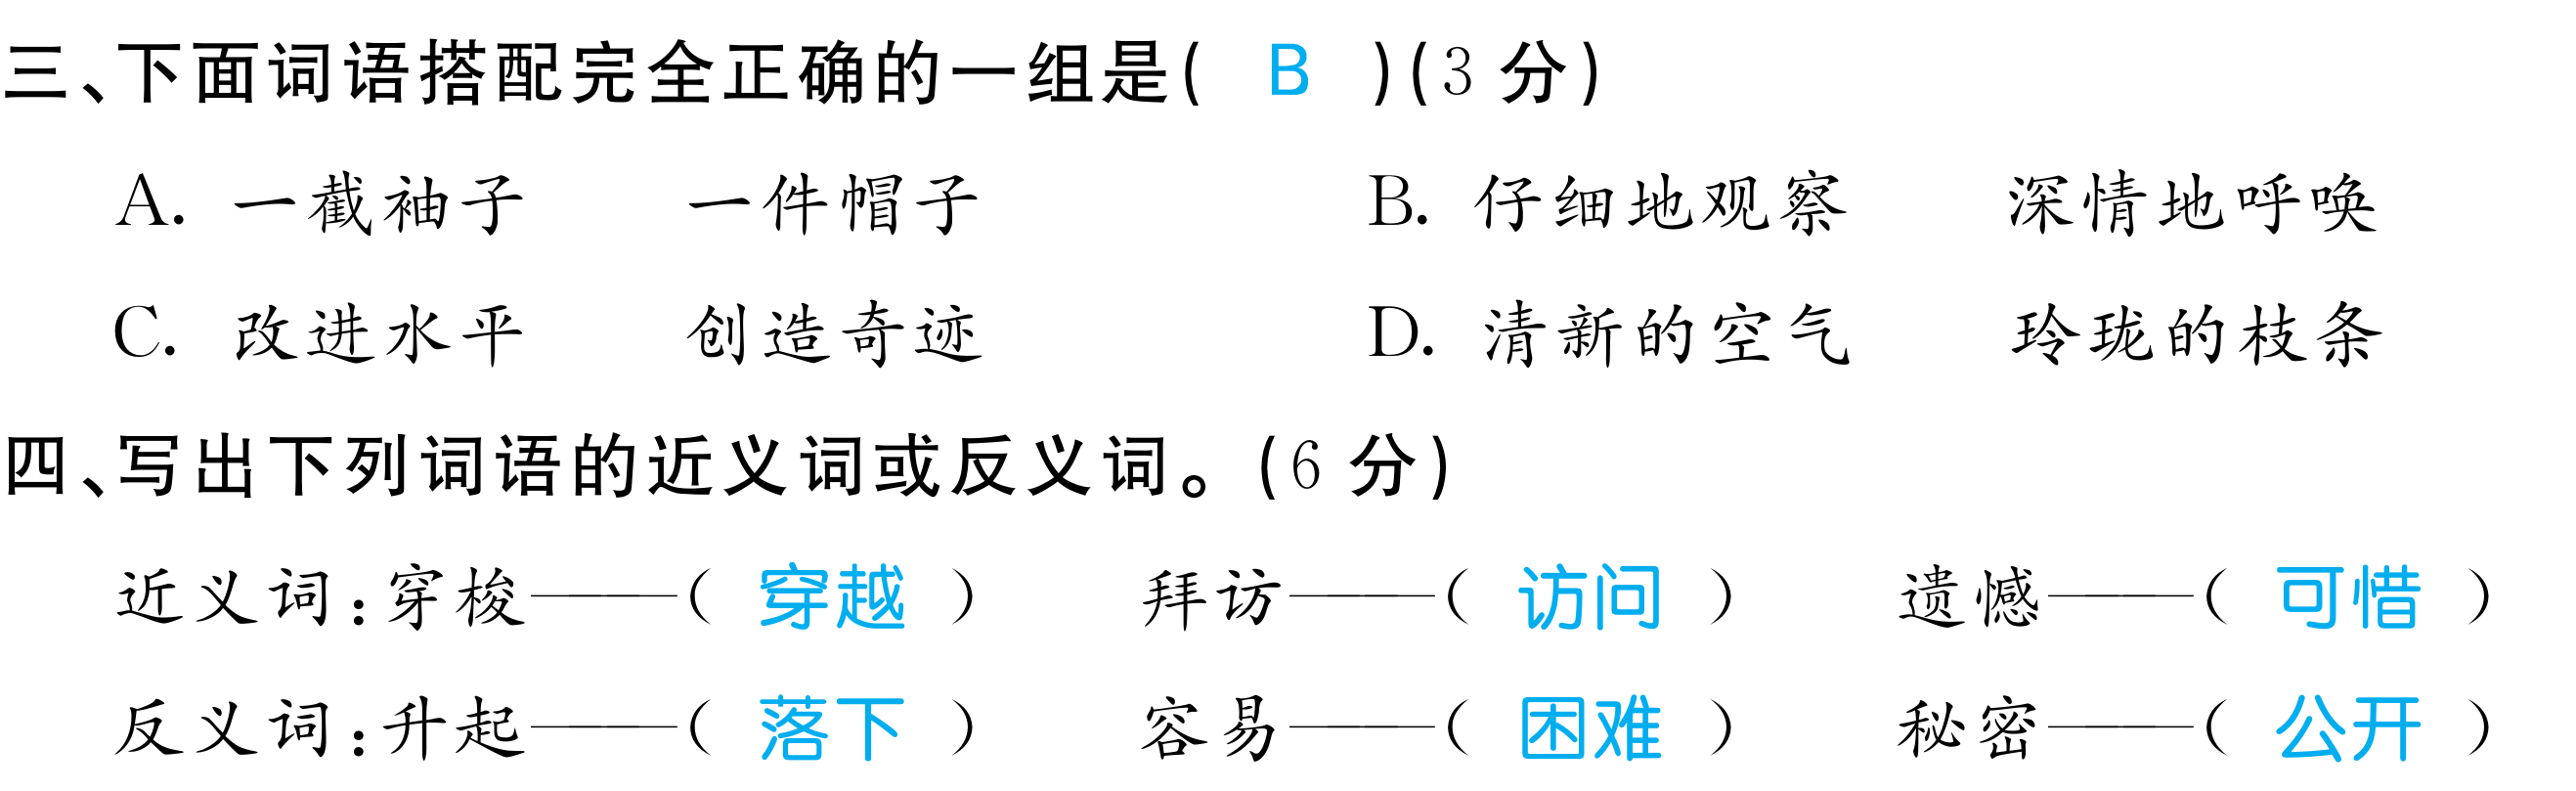 三、下面词语搭配完全正确的一组是( B )(3 分)
A. 一截袖子 一件帽子 B. 仔细地观察 深情地呼唤
C. 改进水平 创造奇迹 D. 清新的空气 玲珑的枝条
四、写出下列词语的近义词或反义词。(6 分)
近义词:穿梭——( 穿越 ) 拜访——( 访问 ) 遗憾——( 可惜 )
反义词:升起——( 落下 ) 容易——( 困难 ) 秘密——( 公开 )